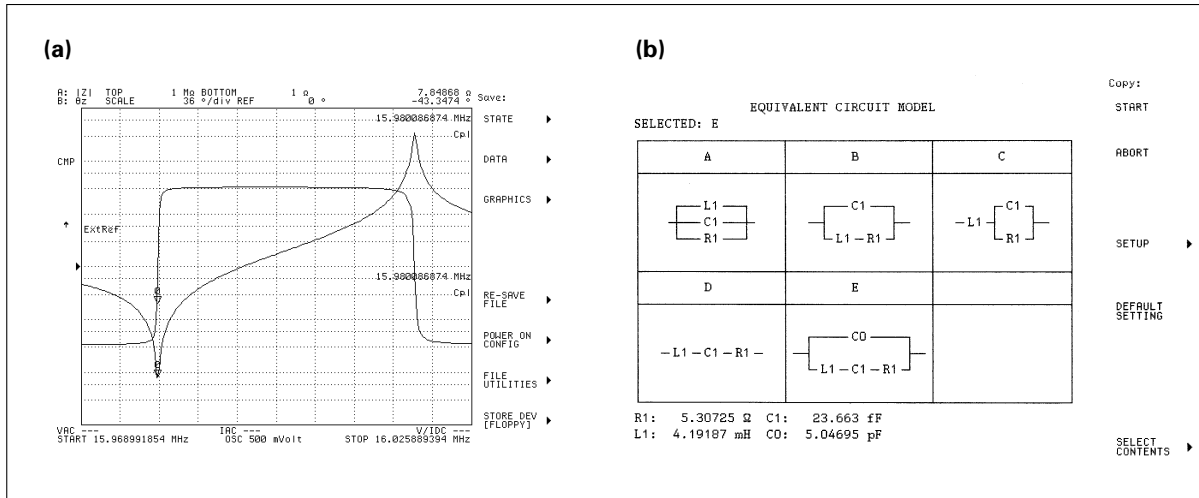 (a)
A: |Z| TOP 1 MΩ BOTTOM 1 Ω 7.84868 Ω
B: θz SCALE 36 °/div REF 0 ° -43.3474 °
Save:
15.980086874 MHz
Cpl
STATE
CMP
DATA
GRAPHICS
ExtRef
15.980086874 MHz
Cpl
0
RE-SAVE
FILE
POWER ON
CONFIG
0
FILE
UTILITIES
STORE DEV
[FLOPPY]
VAC --- IAC --- V/IDC ---
START 15.968991854 MHz OSC 500 mVolt STOP 16.025889394 MHz
(b)
Copy:
EQUIVALENT CIRCUIT MODEL
START
SELECTED: E
A B C
ABORT
L1
C1
R1
C1
L1 R1
L1
C1
R1
SETUP
D E
DEFAULT
SETTING
L1 C1 R1
C0
L1 C1 R1
R1: 5.30725 Ω C1: 23.663 fF
L1: 4.19187 mH C0: 5.04695 pF
SELECT
CONTENTS